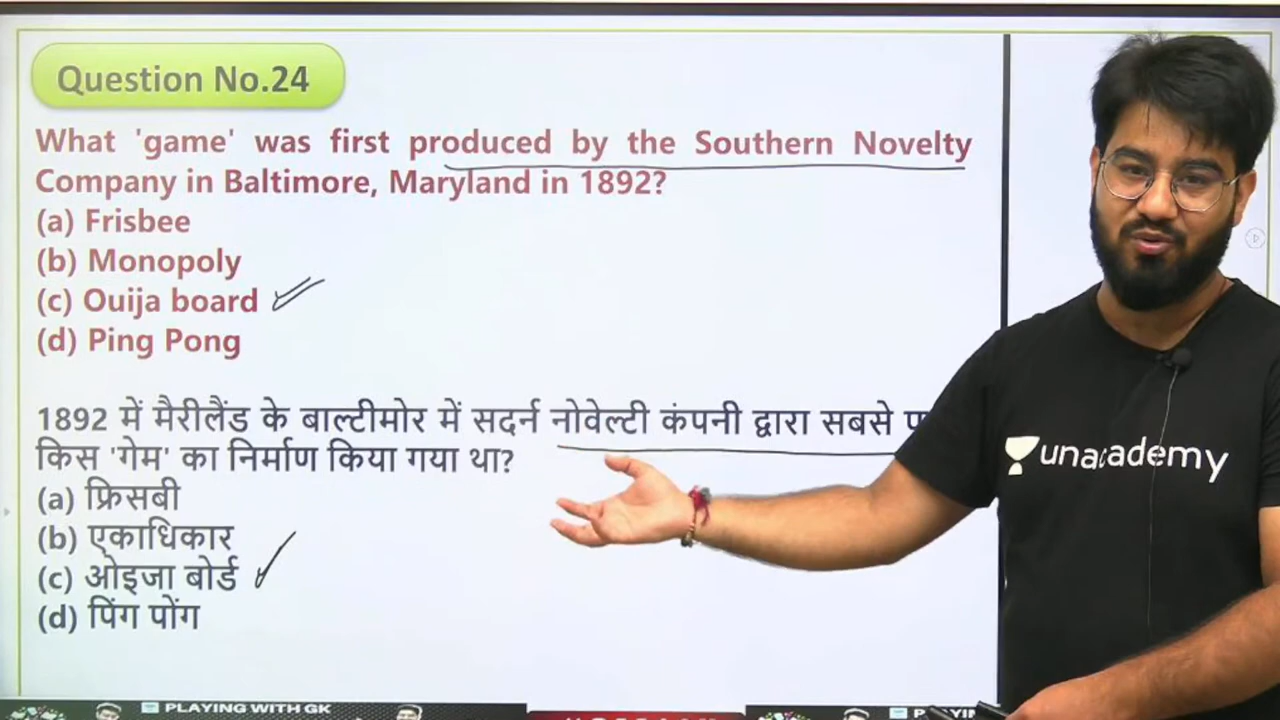 Question No.24
What 'game' was first produced by the Southern Novelty
Company in Baltimore, Maryland in 1892?
(a) Frisbee
(b) Monopoly
(c) Ouija board
(d) Ping Pong
1892 में मैरीलैंड के बाल्टीमोर में सदर्न नोवेल्टी कंपनी द्वारा सबसे
किस 'गेम' का निर्माण किया गया था?
(a) फ्रिसबी
(b) एकाधिकार
(c) ओइजा बोर्ड
(d) पिंग पोंग
unacademy
PLAYING WITH GK